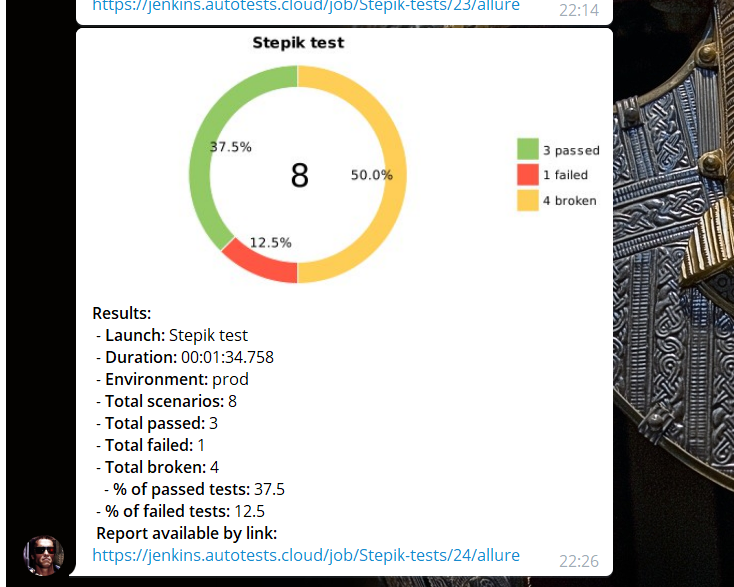 https://jenkins.autotests.cloud/job/Stepik-tests/23/allure
22:14
Stepik test
37.5%
8
50.0%
12.5%
3 passed
1 failed
4 broken
Results:
- Launch: Stepik test
- Duration: 00:01:34.758
- Environment: prod
- Total scenarios: 8
- Total passed: 3
- Total failed: 1
- Total broken: 4
- % of passed tests: 37.5
- % of failed tests: 12.5
Report available by link:
https://jenkins.autotests.cloud/job/Stepik-tests/24/allure
22:26